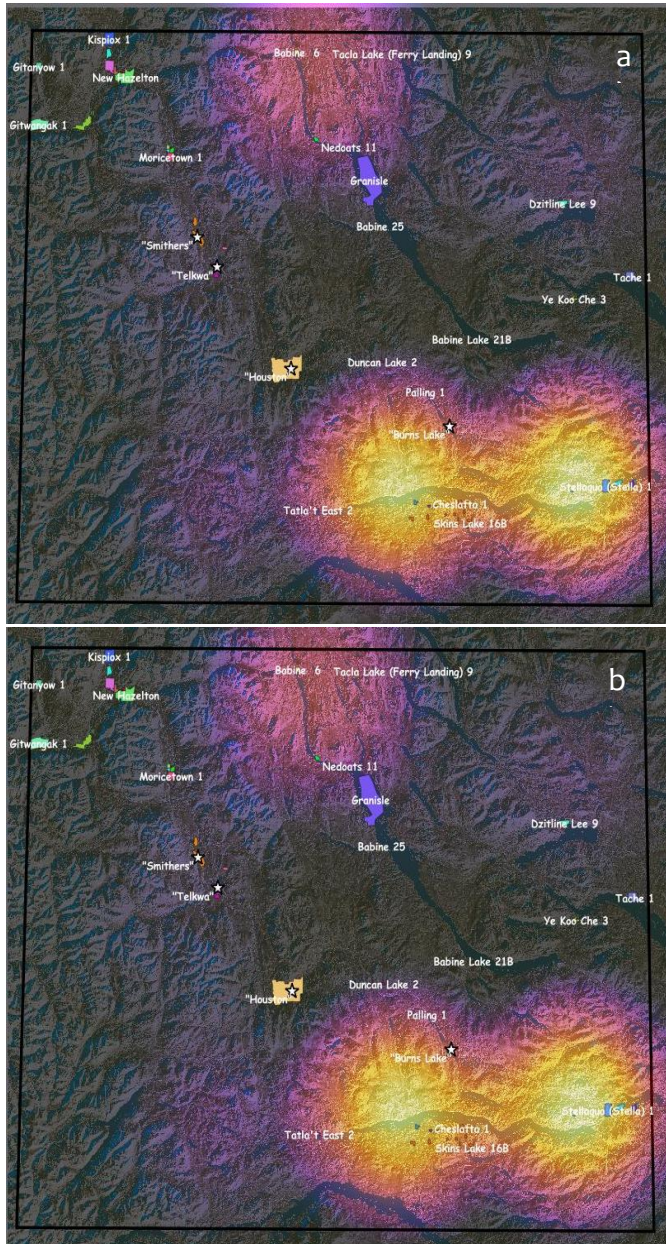 a
Kispiox 1
Babine 6 Tacla Lake (Ferry Landing) 9
Gitanyow 1
New Hazelton
Gitwangak 1
Nedoats 11
Moricetown 1
Granisle
Dzitline Lee 9
Babine 25
"Smithers"
"Telkwa"
Tache 1
Ye Koo Che 3
Babine Lake 21B
Duncan Lake 2
"Houston"
Palling 1
"Burns Lake"
Stellaquo (Stella) 1
Cheslatta 1
Tatla't East 2
Skins Lake 16B
b
Kispiox 1
Babine 6 Tacla Lake (Ferry Landing) 9
Gitanyow 1
New Hazelton
Gitwangak 1
Nedoats 11
Moricetown 1
Granisle
Dzitline Lee 9
Babine 25
"Smithers"
"Telkwa"
Tache 1
Ye Koo Che 3
Babine Lake 21B
Duncan Lake 2
"Houston"
Palling 1
"Burns Lake
Stellaquo (Stella) 1
Cheslatta 1
Tatla't East 2
Skins Lake 16B